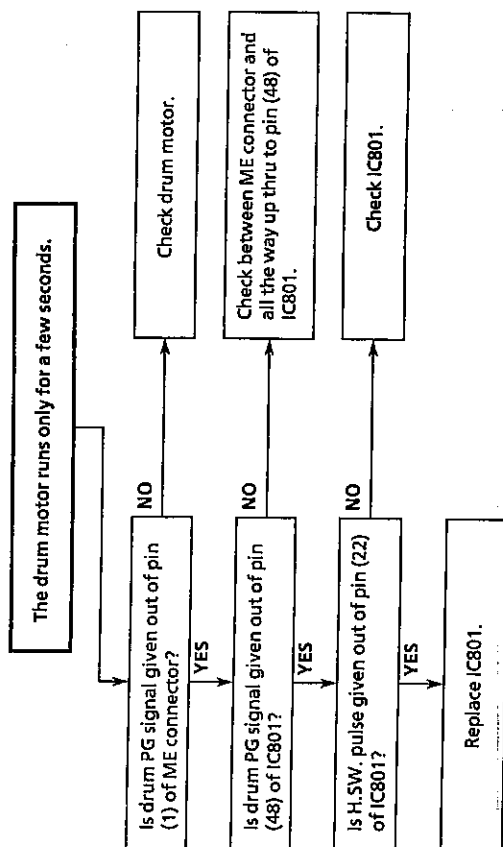 The drum motor runs only for a few seconds.
Is drum PG signal given out of pin
(1) of ME connector?
NO
Check drum motor.
YES
Is drum PG signal given out of pin
(48) of IC801?
NO
Check between ME connector and
all the way up thru to pin (48) of
IC801.
YES
Is H.SW. pulse given out of pin (22)
of IC801?
NO
Check IC801.
YES
Replace IC801.